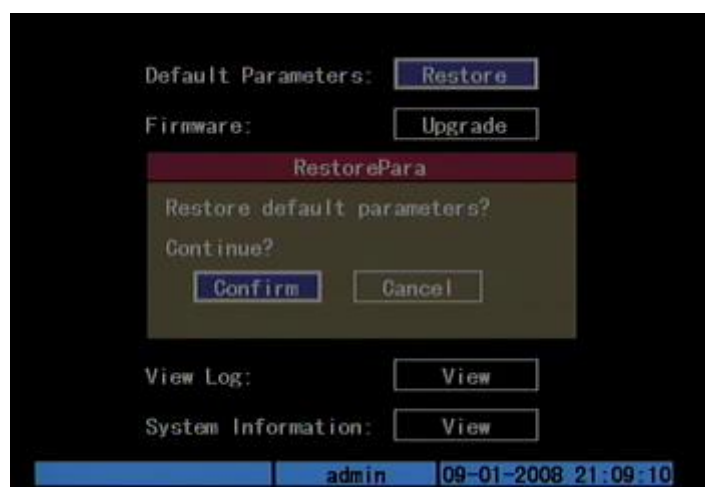 Default Parameters: Restore
Firmware: Upgrade
RestorePara
Restore default parameters?
Continue?
Confirm Cancel
View Log: View
System Information: View
admin 09-01-2008 21:09:10